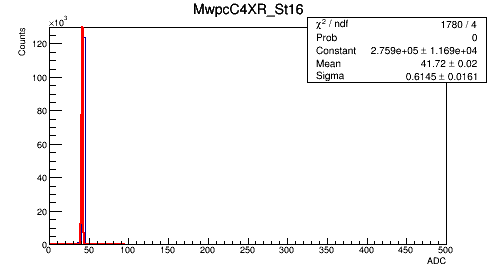 MwpcC4XR_St16
×10³
χ² / ndf 1780 / 4
Prob 0
Constant 2.759e+05 ± 1.169e+04
Mean 41.72 ± 0.02
Sigma 0.6145 ± 0.0161
Counts
120
100
80
60
40
20
0
0 50 100 150 200 250 300 350 400 450 500
ADC